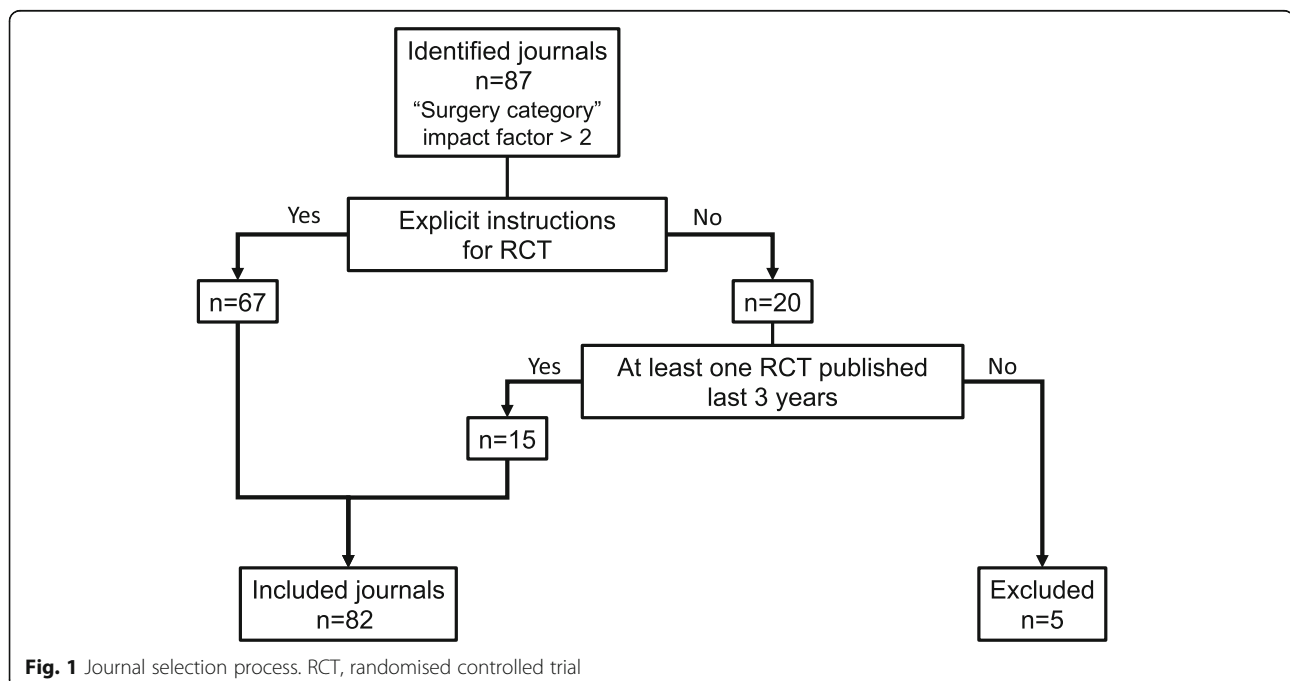 Identified journals
n=87
“Surgery category”
impact factor > 2
Yes
Explicit instructions
for RCT
No
n=67
n=20
Yes
At least one RCT published
last 3 years
No
n=15
Included journals
n=82
Excluded
n=5
Fig. 1 Journal selection process. RCT, randomised controlled trial